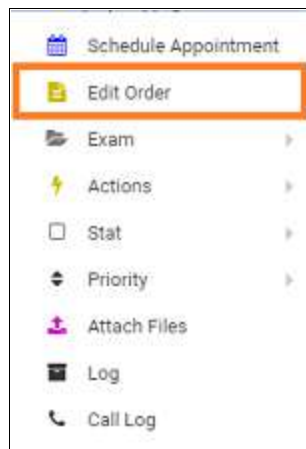 Schedule Appointment
Edit Order
Exam
Actions
Stat
Priority
Attach Files
Log
Call Log